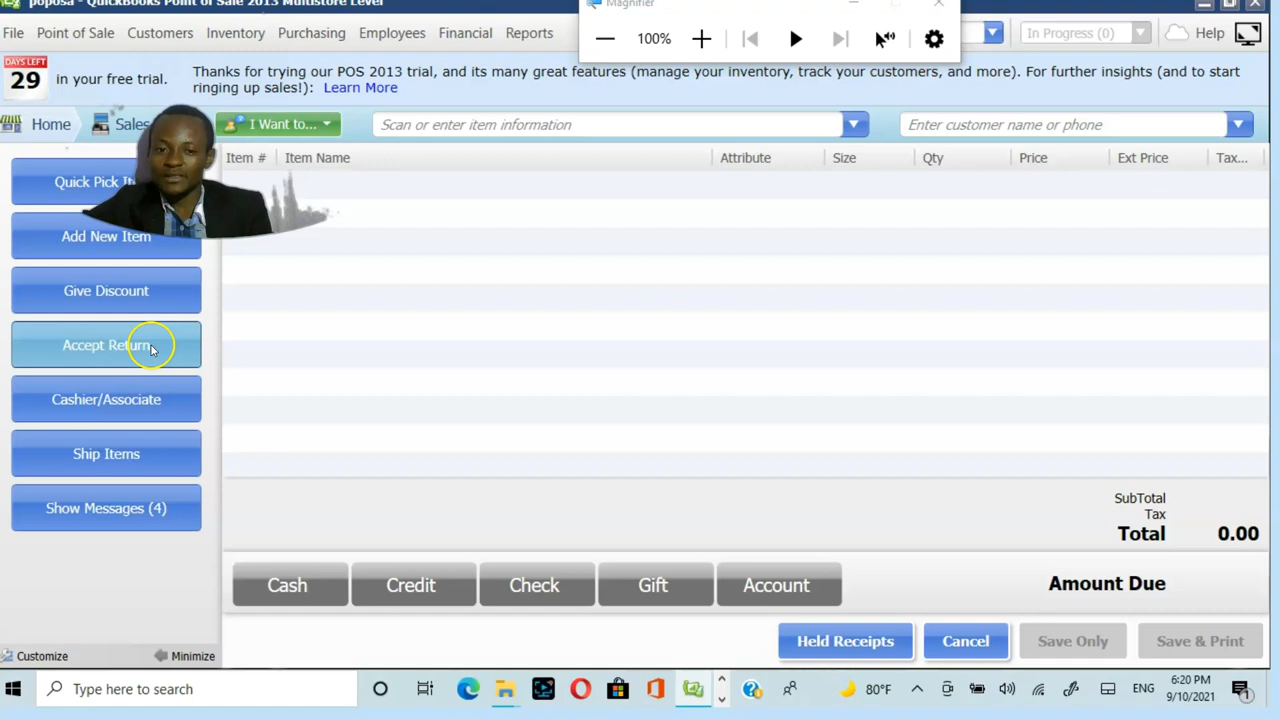 poposa - QuickBooks Point of Sale 2013 Multistore Level
Magnifier
File Point of Sale Customers Inventory Purchasing Employees Financial Reports
100%
In Progress (0)
Help
DAYS LEFT
29
in your free trial.
Thanks for trying our POS 2013 trial, and its many great features (manage your inventory, track your customers, and more). For further insights (and to start
ringing up sales!): Learn More
Home
Sales
I Want to...
Scan or enter item information
Enter customer name or phone
Item # Item Name Attribute Size Qty Price Ext Price Tax...
Quick Pick
Add New Item
Give Discount
Accept Return
Cashier/Associate
Ship Items
Show Messages (4)
SubTotal
Tax
Total 0.00
Cash Credit Check Gift Account
Amount Due
Held Receipts Cancel Save Only Save & Print
Customize Minimize
Type here to search
80°F
ENG
6:20 PM
9/10/2021
1